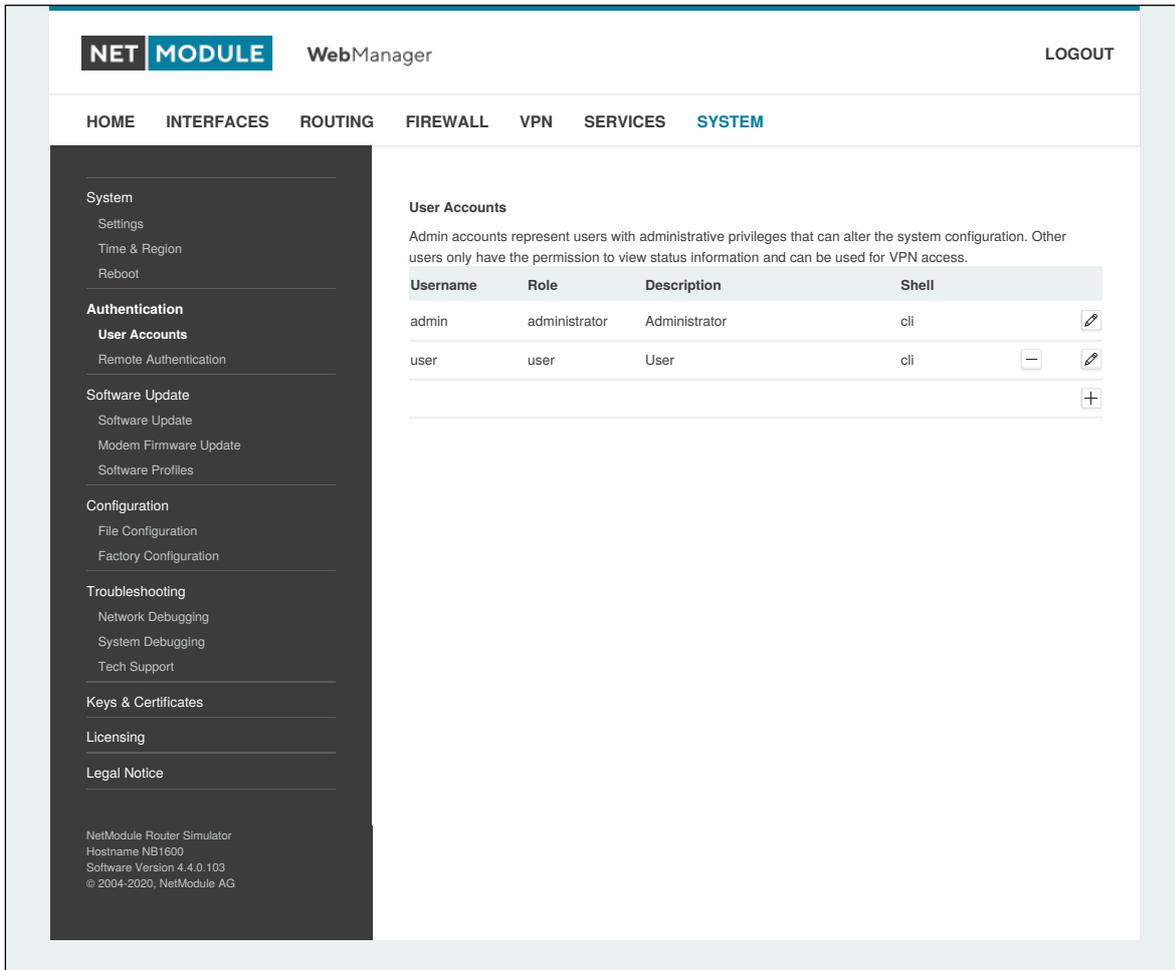 NET MODULE WebManager LOGOUT
HOME INTERFACES ROUTING FIREWALL VPN SERVICES SYSTEM
System
Settings
Time & Region
Reboot
Authentication
User Accounts
Remote Authentication
Software Update
Software Update
Modem Firmware Update
Software Profiles
Configuration
File Configuration
Factory Configuration
Troubleshooting
Network Debugging
System Debugging
Tech Support
Keys & Certificates
Licensing
Legal Notice
NetModule Router Simulator
Hostname NB1600
Software Version 4.4.0.103
© 2004-2020, NetModule AG
User Accounts
Admin accounts represent users with administrative privileges that can alter the system configuration. Other
users only have the permission to view status information and can be used for VPN access.
Username Role Description Shell
admin administrator Administrator cli
user user User cli